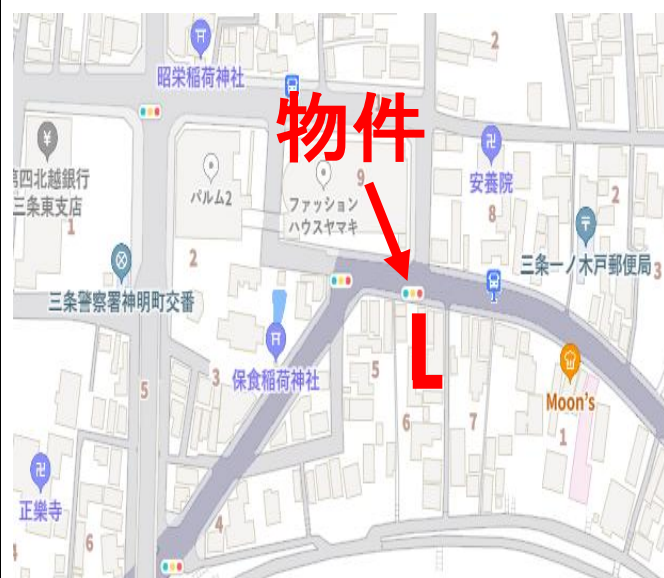 2
昭栄稲荷神社
物件
第四北越銀行
三条東支店
1
パルム2
9
ファッション
ハウスヤマキ
安養院
8
2
三条一ノ木戸郵便局
3
2
三条警察署神明町交番
L
3
保食稲荷神社
5
5
6
7
Moon's
1
正樂寺
4
6